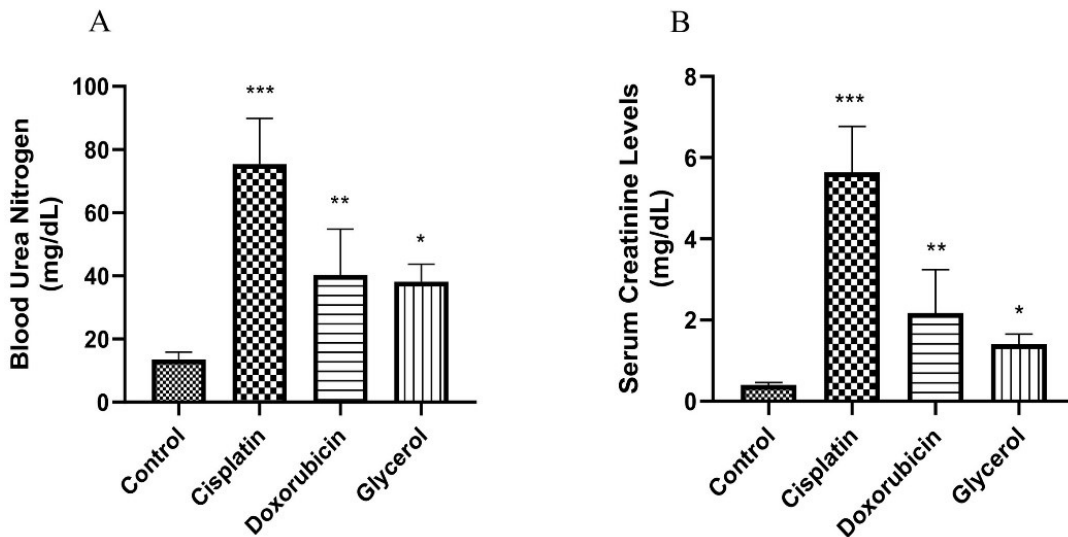 A
Blood Urea Nitrogen
(mg/dL)
100
80
60
40
20
0
***
**
*
Control
Cisplatin
Doxorubicin
Glycerol
B
Serum Creatinine Levels
(mg/dL)
8
6
4
2
0
***
**
*
Control
Cisplatin
Doxorubicin
Glycerol